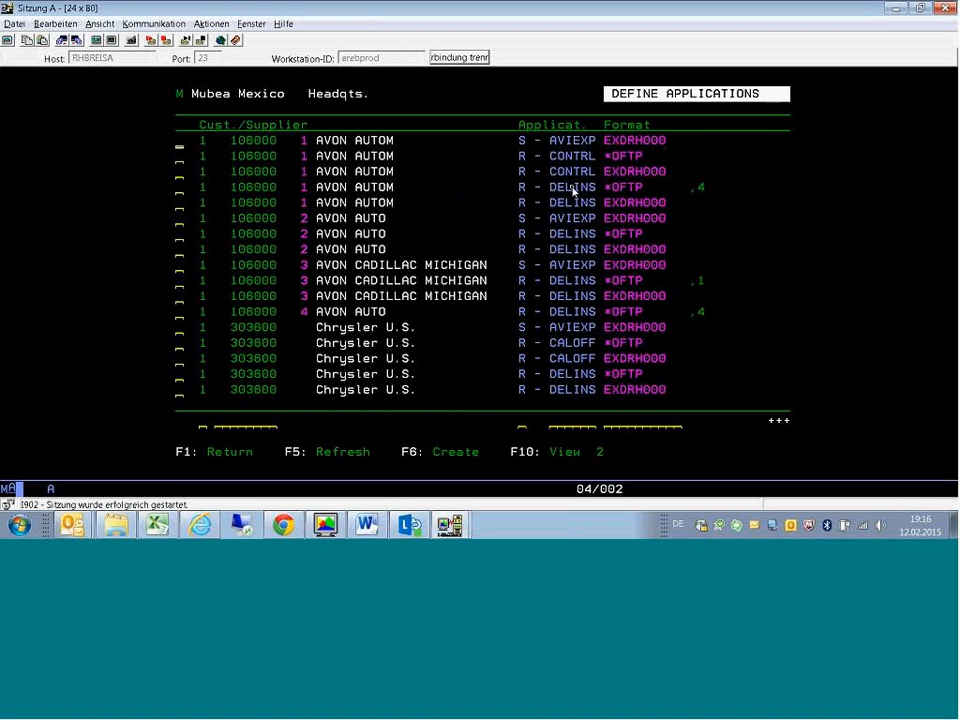 Sitzung A - [24 x 80]
Datei Bearbeiten Ansicht Kommunikation Aktionen Fenster Hilfe
Host: RHBREISA Port: 23 Workstation-ID: erebprod rbindung trenr
M Mubea Mexico Headqts. DEFINE APPLICATIONS
Cust./Supplier Applicat. Format
1 106000 1 AVON AUTOM S - AVIEXP EXDRH000
1 106000 1 AVON AUTOM R - CONTRL *OFTP
1 106000 1 AVON AUTOM R - CONTRL EXDRH000
1 106000 1 AVON AUTOM R - DELINS *OFTP ,4
1 106000 1 AVON AUTOM R - DELINS EXDRH000
1 106000 2 AVON AUTO S - AVIEXP EXDRH000
1 106000 2 AVON AUTO R - DELINS *OFTP
1 106000 2 AVON AUTO R - DELINS EXDRH000
1 106000 3 AVON CADILLAC MICHIGAN S - AVIEXP EXDRH000
1 106000 3 AVON CADILLAC MICHIGAN R - DELINS *OFTP ,1
1 106000 3 AVON CADILLAC MICHIGAN R - DELINS EXDRH000
1 106000 4 AVON AUTO R - DELINS *OFTP ,4
1 303600 Chrysler U.S. S - AVIEXP EXDRH000
1 303600 Chrysler U.S. R - CALOFF *OFTP
1 303600 Chrysler U.S. R - CALOFF EXDRH000
1 303600 Chrysler U.S. R - DELINS *OFTP
1 303600 Chrysler U.S. R - DELINS EXDRH000
+++
F1: Return F5: Refresh F6: Create F10: View 2
MA A 04/002
I902 - Sitzung wurde erfolgreich gestartet.
DE 19:16
12.02.2015